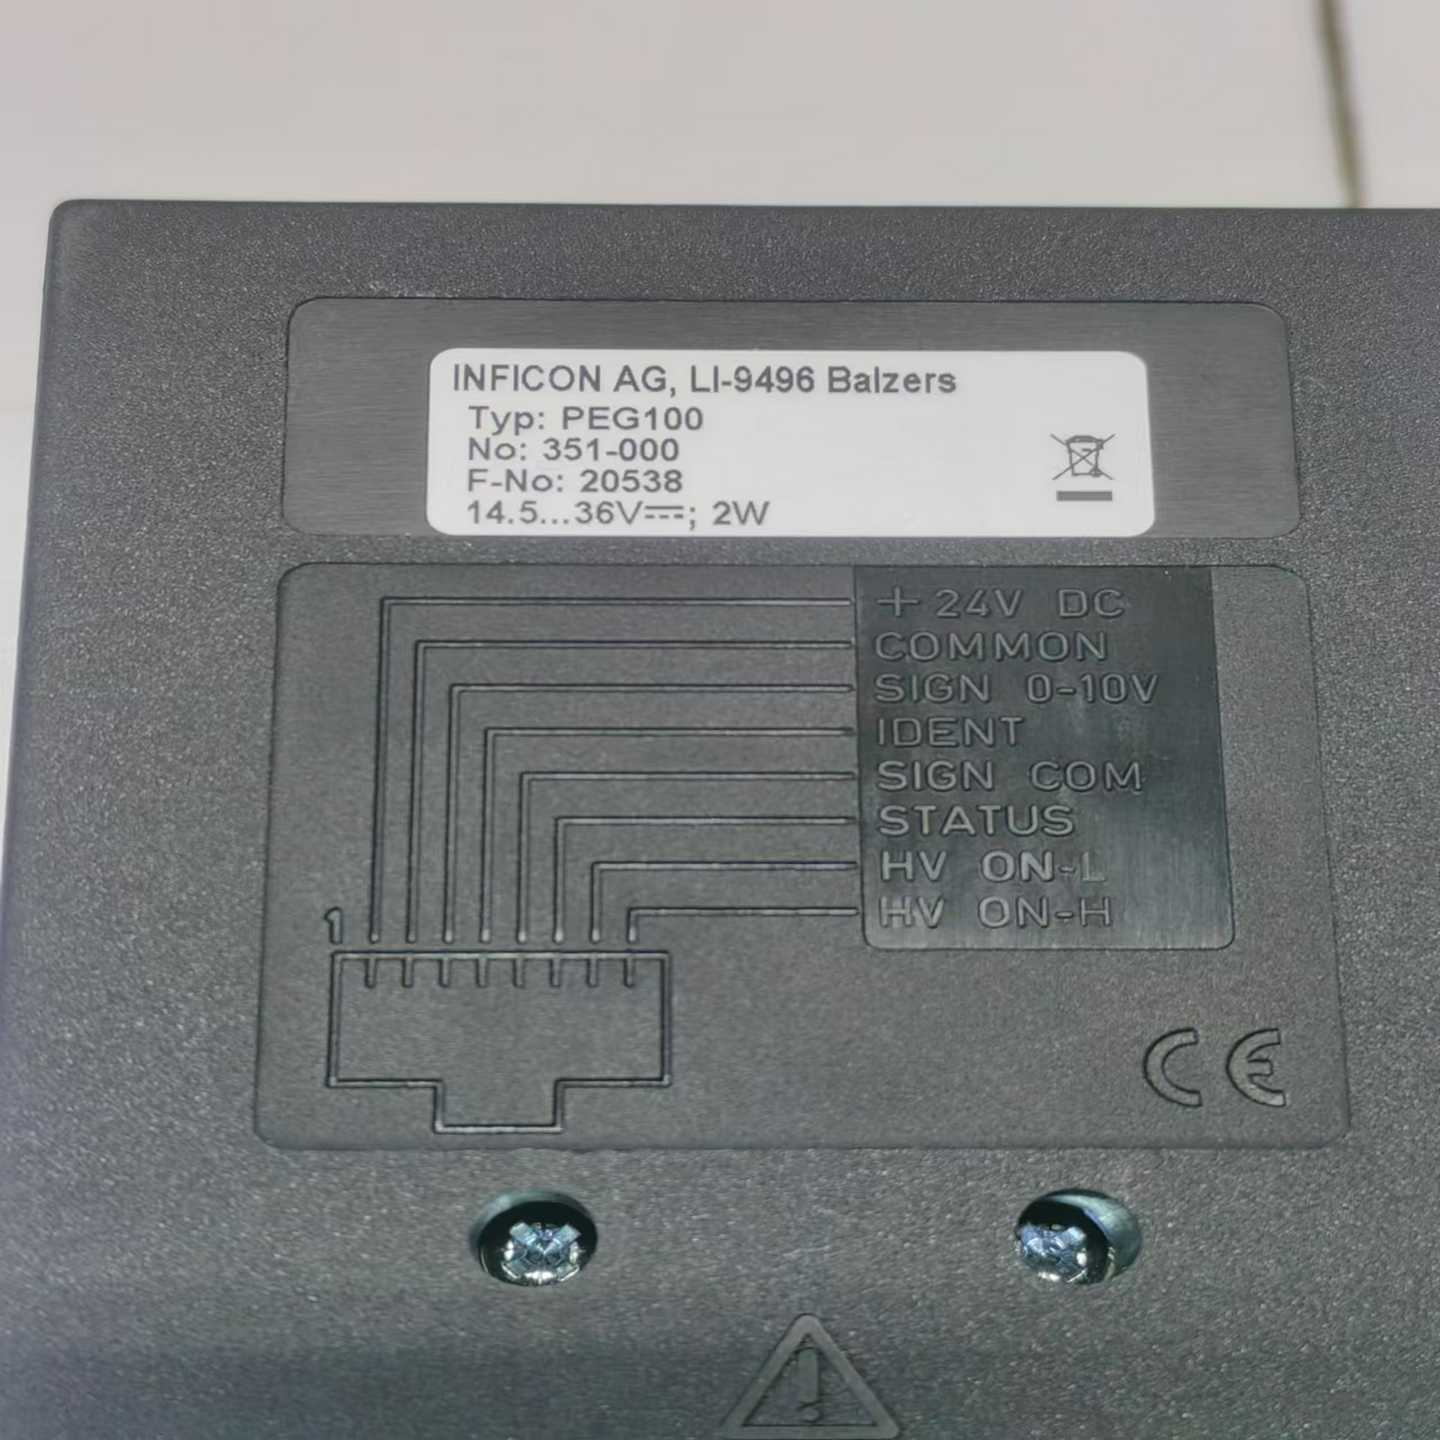 INFICON AG, LI-9496 Balzers
Typ: PEG100
No: 351-000
F-No: 20538
14.5...36V⎓; 2W
+24V DC
COMMON
SIGN 0-10V
IDENT
SIGN COM
STATUS
HV ON-L
HV ON-H
1
CE